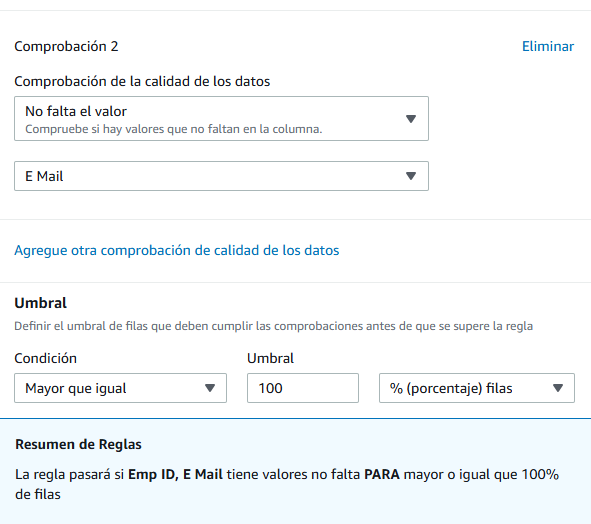 Comprobación 2
Eliminar
Comprobación de la calidad de los datos
No falta el valor
Compruebe si hay valores que no faltan en la columna.
E Mail
Agregue otra comprobación de calidad de los datos
Umbral
Definir el umbral de filas que deben cumplir las comprobaciones antes de que se supere la regla
Condición
Umbral
Mayor que igual
100
% (porcentaje) filas
Resumen de Reglas
La regla pasará si Emp ID, E Mail tiene valores no falta PARA mayor o igual que 100%
de filas